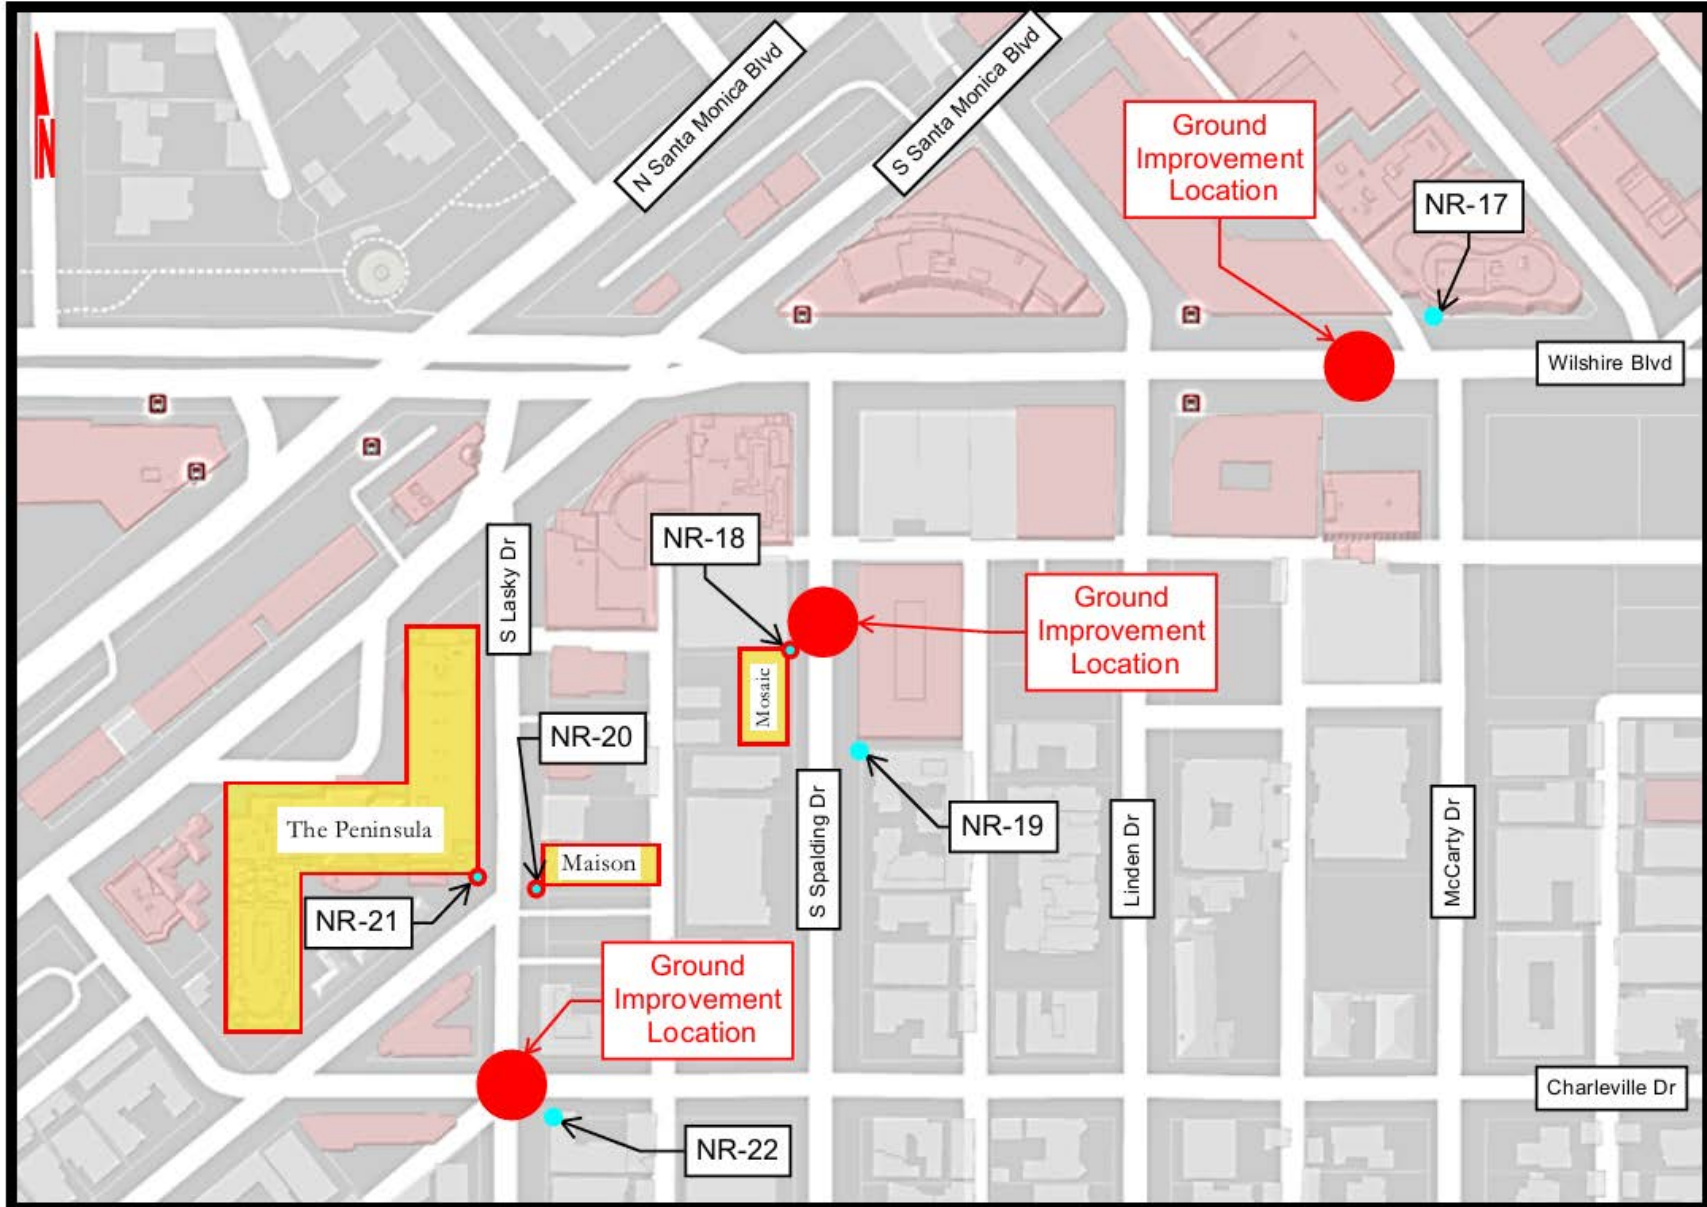 N
N Santa Monica Blvd
S Santa Monica Blvd
Ground
Improvement
Location
NR-17
Wilshire Blvd
S Lasky Dr
NR-18
Ground
Improvement
Location
Mosaic
NR-20
The Peninsula
Maison
S Spalding Dr
NR-19
Linden Dr
McCarty Dr
NR-21
Ground
Improvement
Location
Charleville Dr
NR-22